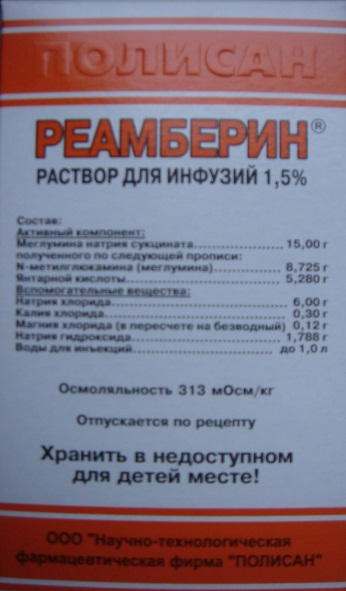 ПОЛИСАН
РЕАМБЕРИН®
РАСТВОР ДЛЯ ИНФУЗИЙ 1,5%
Состав:
Активный компонент:
Меглумина натрия сукцината.....................15,00 г
полученного по следующей прописи:
N-метилглюкамина (меглумина)................8,725 г
Янтарной кислоты.......................................5,280 г
Вспомогательные вещества:
Натрия хлорида...........................................6,00 г
Калия хлорида.............................................0,30 г
Магния хлорида (в пересчете на безводный) 0,12 г
Натрия гидроксида......................................1,788 г
Воды для инъекций....................................до 1,0 л
Осмоляльность 313 мОсм/кг
Отпускается по рецепту
Хранить в недоступном
для детей месте!
ООО "Научно-технологическая
фармацевтическая фирма "ПОЛИСАН"